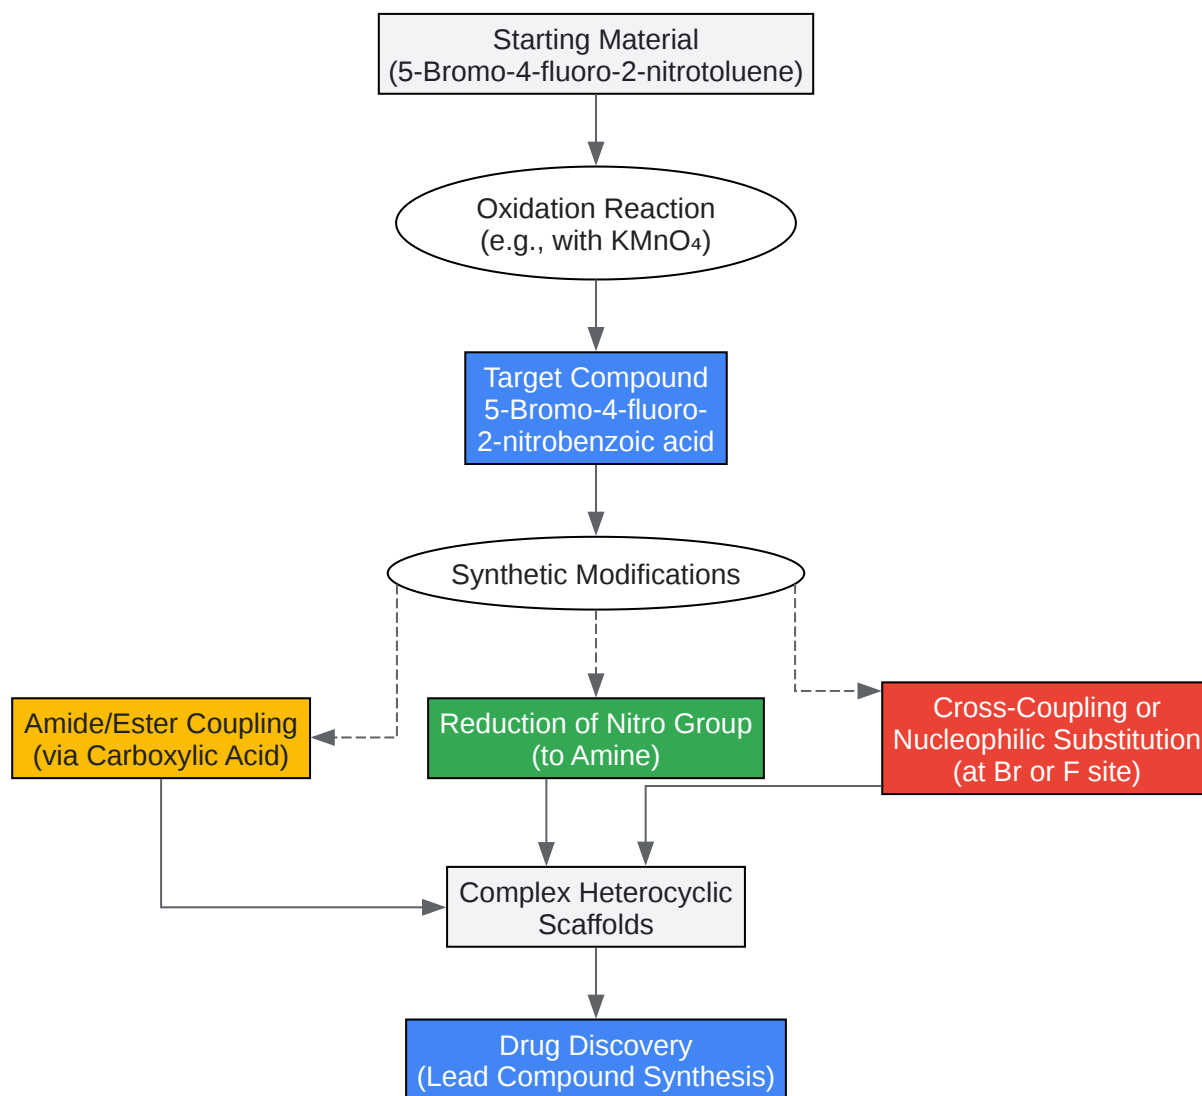 Starting Material
(5-Bromo-4-fluoro-2-nitrotoluene)
Oxidation Reaction
(e.g., with KMnO₄)
Target Compound
5-Bromo-4-fluoro-
2-nitrobenzoic acid
Synthetic Modifications
Amide/Ester Coupling
(via Carboxylic Acid)
Reduction of Nitro Group
(to Amine)
Cross-Coupling or
Nucleophilic Substitution
(at Br or F site)
Complex Heterocyclic
Scaffolds
Drug Discovery
(Lead Compound Synthesis)